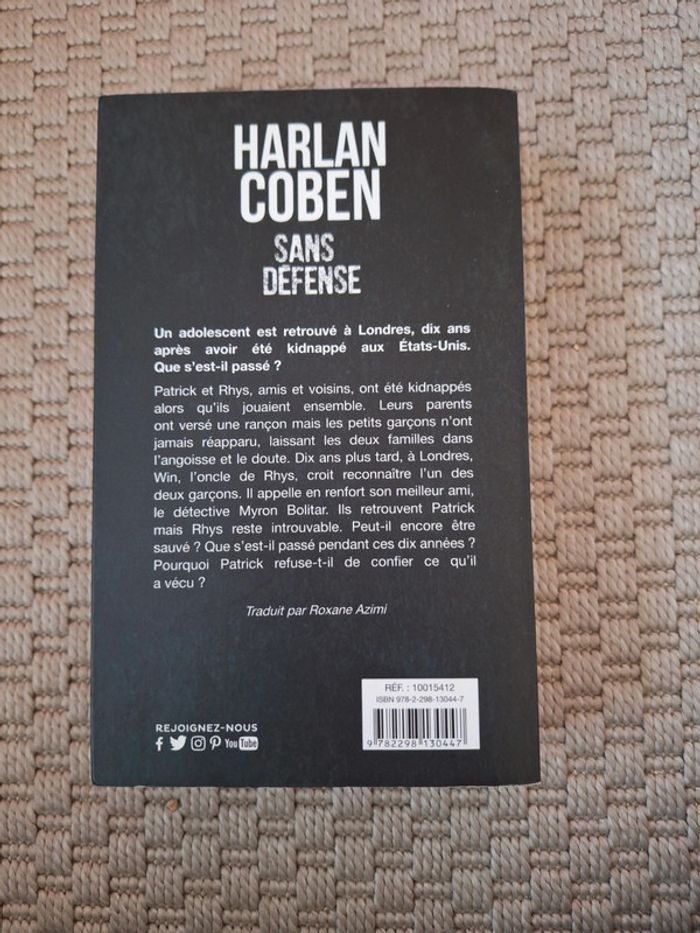 HARLAN
COBEN
SANS
DÉFENSE
Un adolescent est retrouvé à Londres, dix ans
après avoir été kidnappé aux États-Unis.
Que s'est-il passé ?
Patrick et Rhys, amis et voisins, ont été kidnappés
alors qu'ils jouaient ensemble. Leurs parents
ont versé une rançon mais les petits garçons n'ont
jamais réapparu, laissant les deux familles dans
l'angoisse et le doute. Dix ans plus tard, à Londres,
Win, l'oncle de Rhys, croit reconnaître l'un des
deux garçons. Il appelle en renfort son meilleur ami,
le détective Myron Bolitar. Ils retrouvent Patrick
mais Rhys reste introuvable. Peut-il encore être
sauvé ? Que s'est-il passé pendant ces dix années ?
Pourquoi Patrick refuse-t-il de confier ce qu'il
a vécu ?
Traduit par Roxane Azimi
RÉF. : 10015412
ISBN 978-2-298-13044-7
9 782298 130447
REJOIGNEZ-NOUS
You Tube